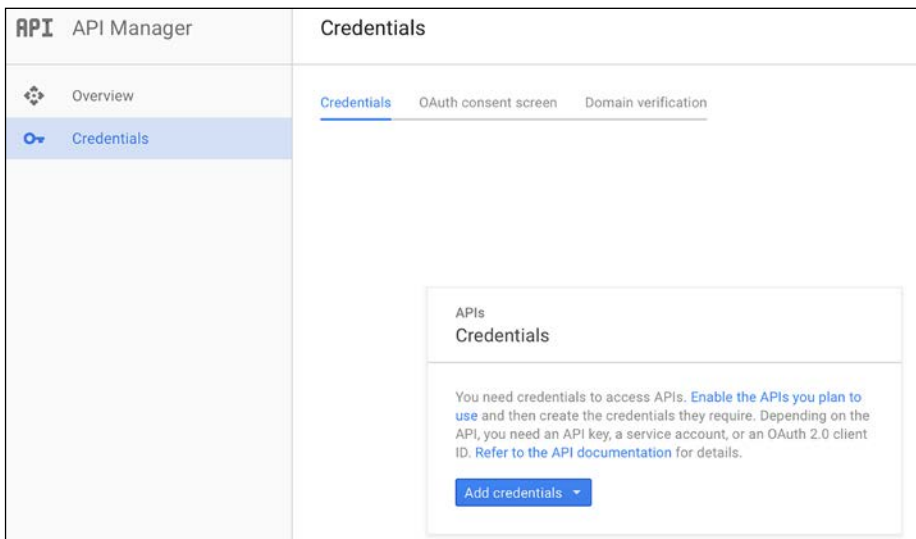 API API Manager
Credentials
Overview
Credentials
Credentials OAuth consent screen Domain verification
APIs
Credentials
You need credentials to access APIs. Enable the APIs you plan to
use and then create the credentials they require. Depending on the
API, you need an API key, a service account, or an OAuth 2.0 client
ID. Refer to the API documentation for details.
Add credentials